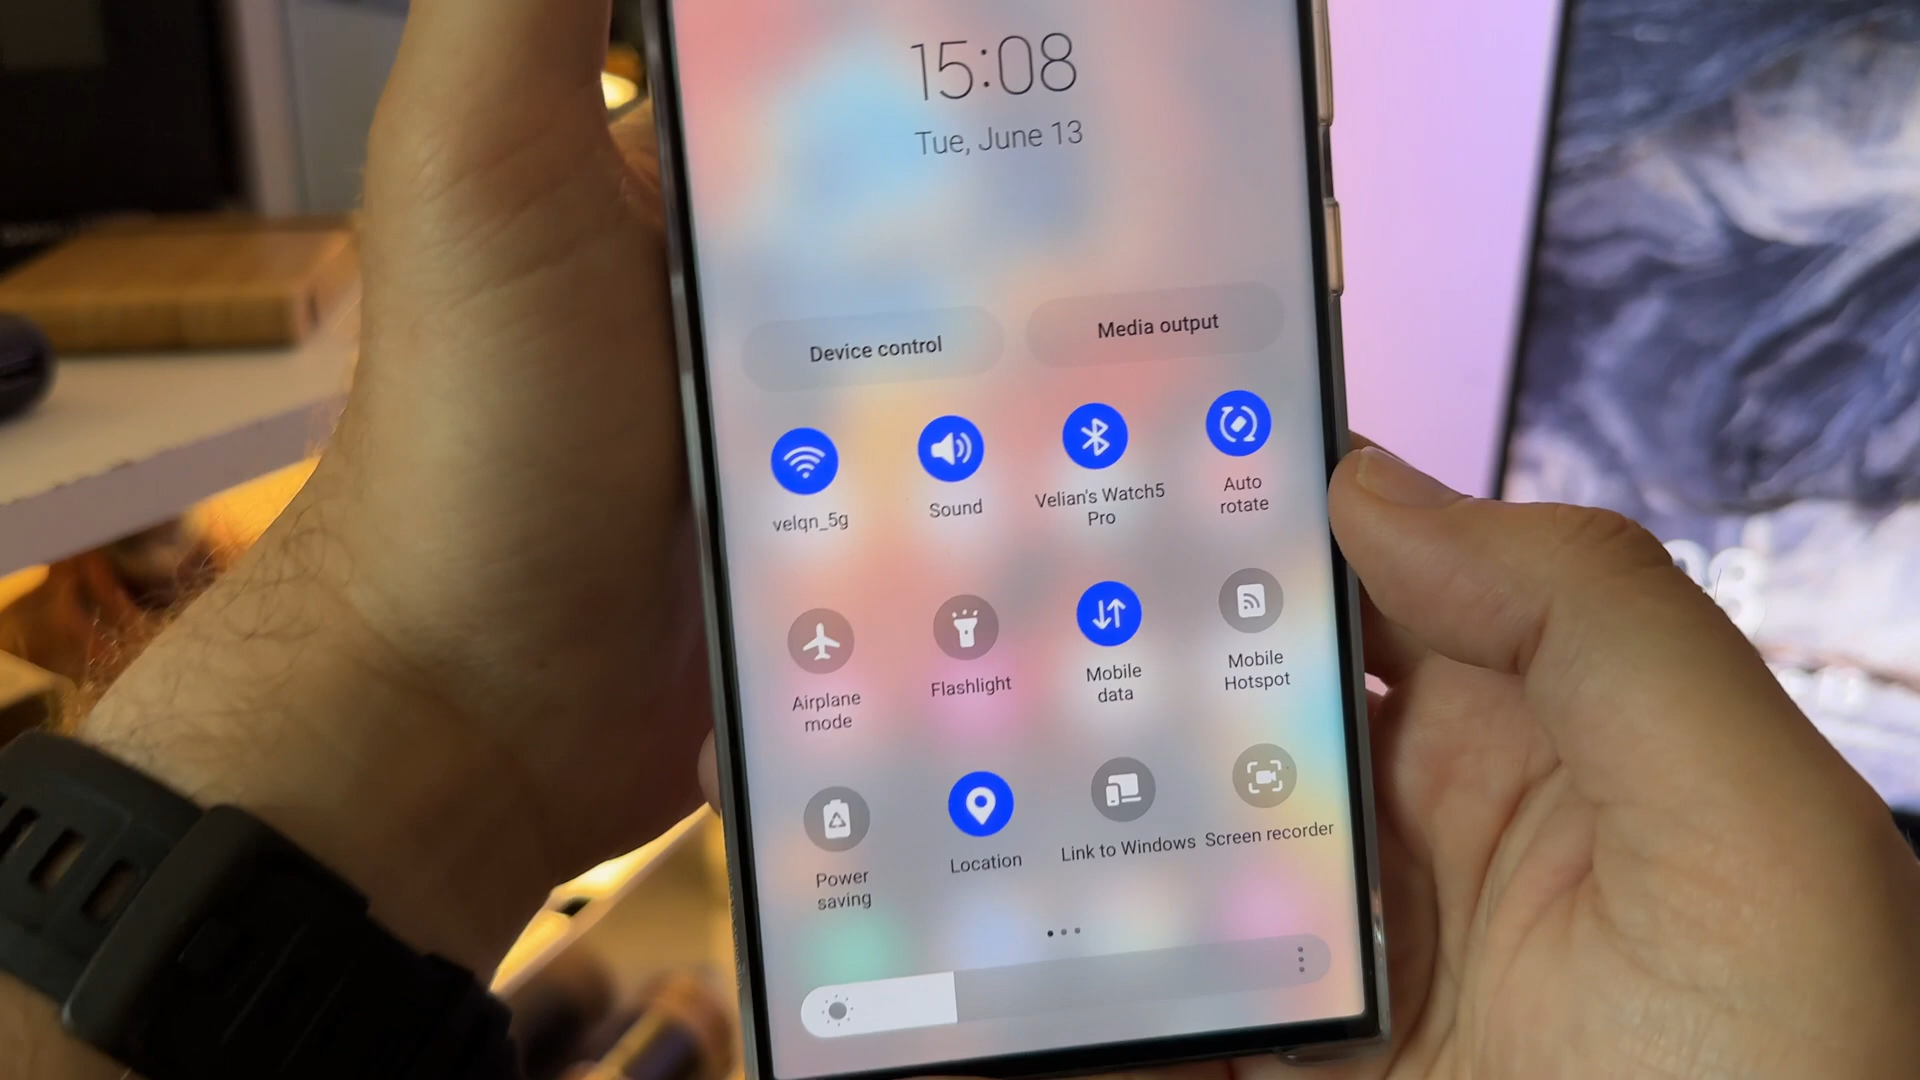 15:08
Tue, June 13
Device control
Media output
velqn_5g
Sound
Velian's Watch5
Pro
Auto
rotate
Airplane
mode
Flashlight
Mobile
data
Mobile
Hotspot
Power
saving
Location
Link to Windows
Screen recorder